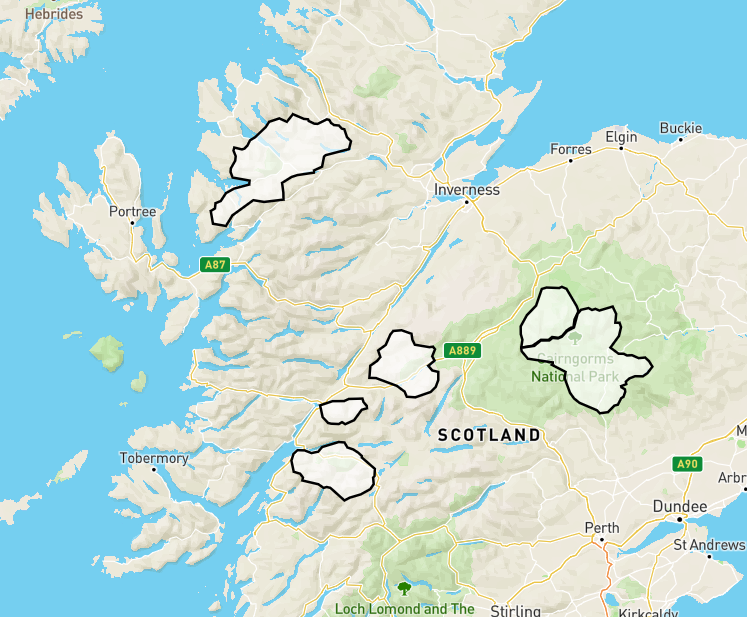 Hebrides
Buckie
Elgin
Forres
Inverness
Portree
A87
A889
Cairngorms
National Park
SCOTLAND
M
Tobermory
A90
Arbr
Dundee
Perth
St Andrews
Loch Lomond and The
Stirling
Kirkcaldy